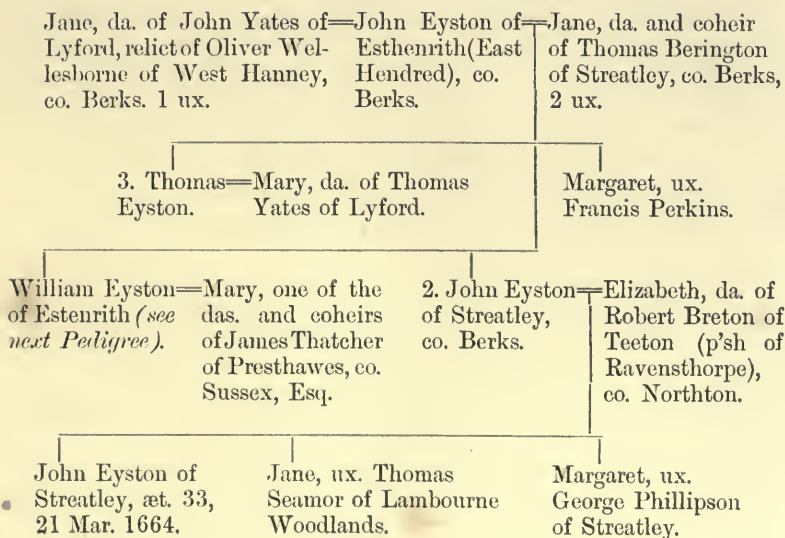 Jane, da. of John Yates of
Lyford, relict of Oliver Wel-
lesborne of West Hanney,
co. Berks. 1 ux.
John Eyston of
Esthenrith (East
Hendred), co.
Berks.
Jane, da. and coheir
of Thomas Berington
of Streatley, co. Berks,
2 ux.
3. Thomas
Eyston.
Mary, da. of Thomas
Yates of Lyford.
Margaret, ux.
Francis Perkins.
William Eyston
of Estenrith (see
next Pedigree).
Mary, one of the
das. and coheirs
of James Thatcher
of Presthawes, co.
Sussex, Esq.
2. John Eyston
of Streatley,
co. Berks.
Elizabeth, da. of
Robert Breton of
Teeton (p'sh of
Ravensthorpe),
co. Northton.
John Eyston of
Streatley, æt. 33,
21 Mar. 1664.
Jane, ux. Thomas
Seamor of Lambourne
Woodlands.
Margaret, ux.
George Phillipson
of Streatley.